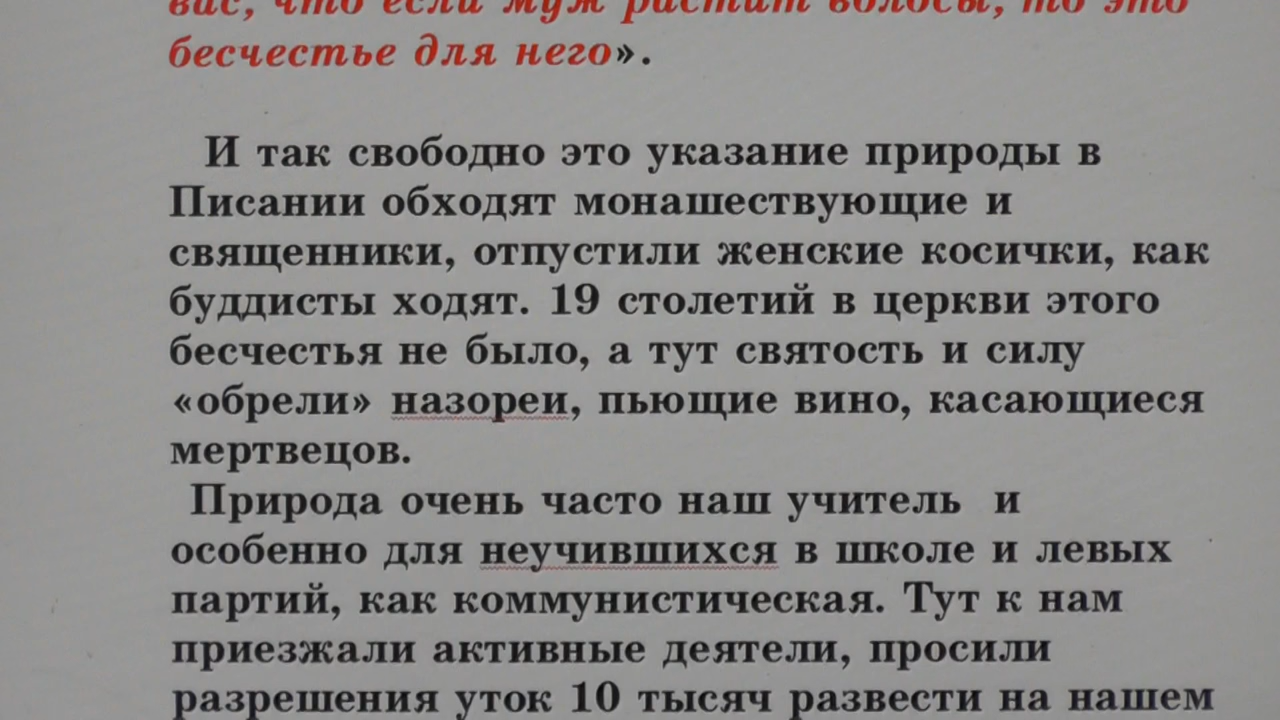 вас, что если муж растит волосы, то это
бесчестье для него».
И так свободно это указание природы в
Писании обходят монашествующие и
священники, отпустили женские косички, как
буддисты ходят. 19 столетий в церкви этого
бесчестья не было, а тут святость и силу
«обрели» назореи, пьющие вино, касающиеся
мертвецов.
Природа очень часто наш учитель и
особенно для неучившихся в школе и левых
партий, как коммунистическая. Тут к нам
приезжали активные деятели, просили
разрешения уток 10 тысяч развести на нашем